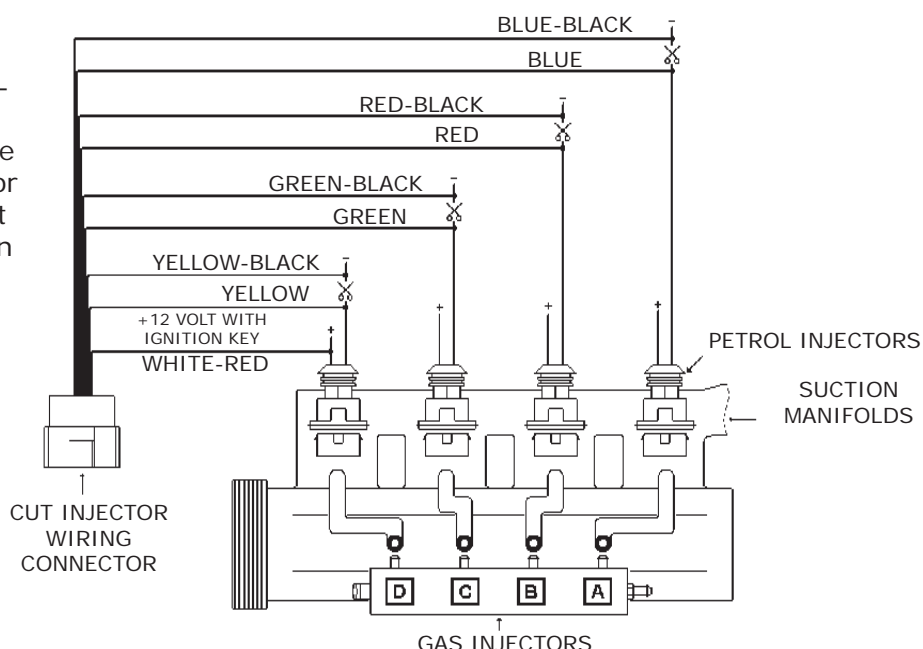 BLUE-BLACK
-
BLUE
-
RED-BLACK
-
e
RED
or
GREEN-BLACK
-
t
GREEN
n
YELLOW-BLACK
-
YELLOW
+12 VOLT WITH
IGNITION KEY
+
+
+
+
WHITE-RED
PETROL INJECTORS
SUCTION
MANIFOLDS
CUT INJECTOR
WIRING
CONNECTOR
D C B A
GAS INJECTORS